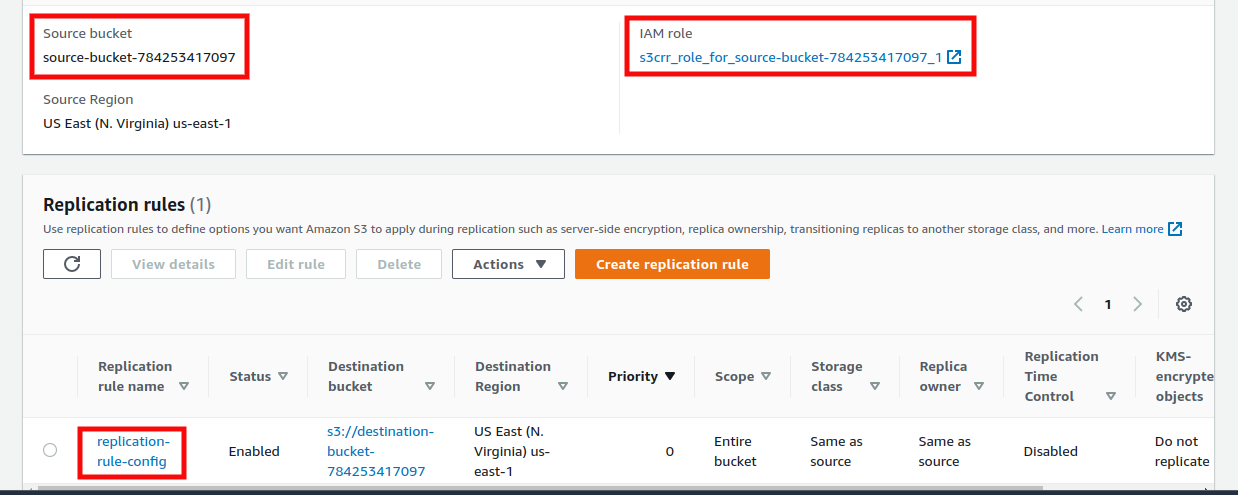 Source bucket
IAM role
source-bucket-784253417097
s3crr_role_for_source-bucket-784253417097_1
Source Region
US East (N. Virginia) us-east-1
Replication rules (1)
Use replication rules to define options you want Amazon S3 to apply during replication such as server-side encryption, replica ownership, transitioning replicas to another storage class, and more. Learn more
View details
Edit rule
Delete
Actions
Create replication rule
1
Replication
rule name
Status
Destination
bucket
Destination
Region
Priority
Scope
Storage
class
Replica
owner
Replication
Time
Control
KMS-
encrypte
objects
replication-
rule-config
Enabled
s3://destination-
bucket-
784253417097
US East (N.
Virginia) us-
east-1
0
Entire
bucket
Same as
source
Same as
source
Disabled
Do not
replicate